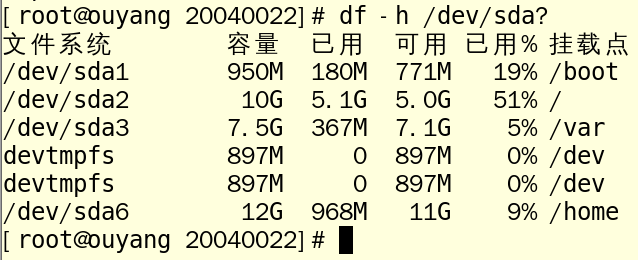 [root@ouyang 20040022]# df -h /dev/sda?
文件系统 容量 已用 可用 已用% 挂载点
/dev/sda1 950M 180M 771M 19% /boot
/dev/sda2 10G 5.1G 5.0G 51% /
/dev/sda3 7.5G 367M 7.1G 5% /var
devtmpfs 897M 0 897M 0% /dev
devtmpfs 897M 0 897M 0% /dev
/dev/sda6 12G 968M 11G 9% /home
[root@ouyang 20040022]#